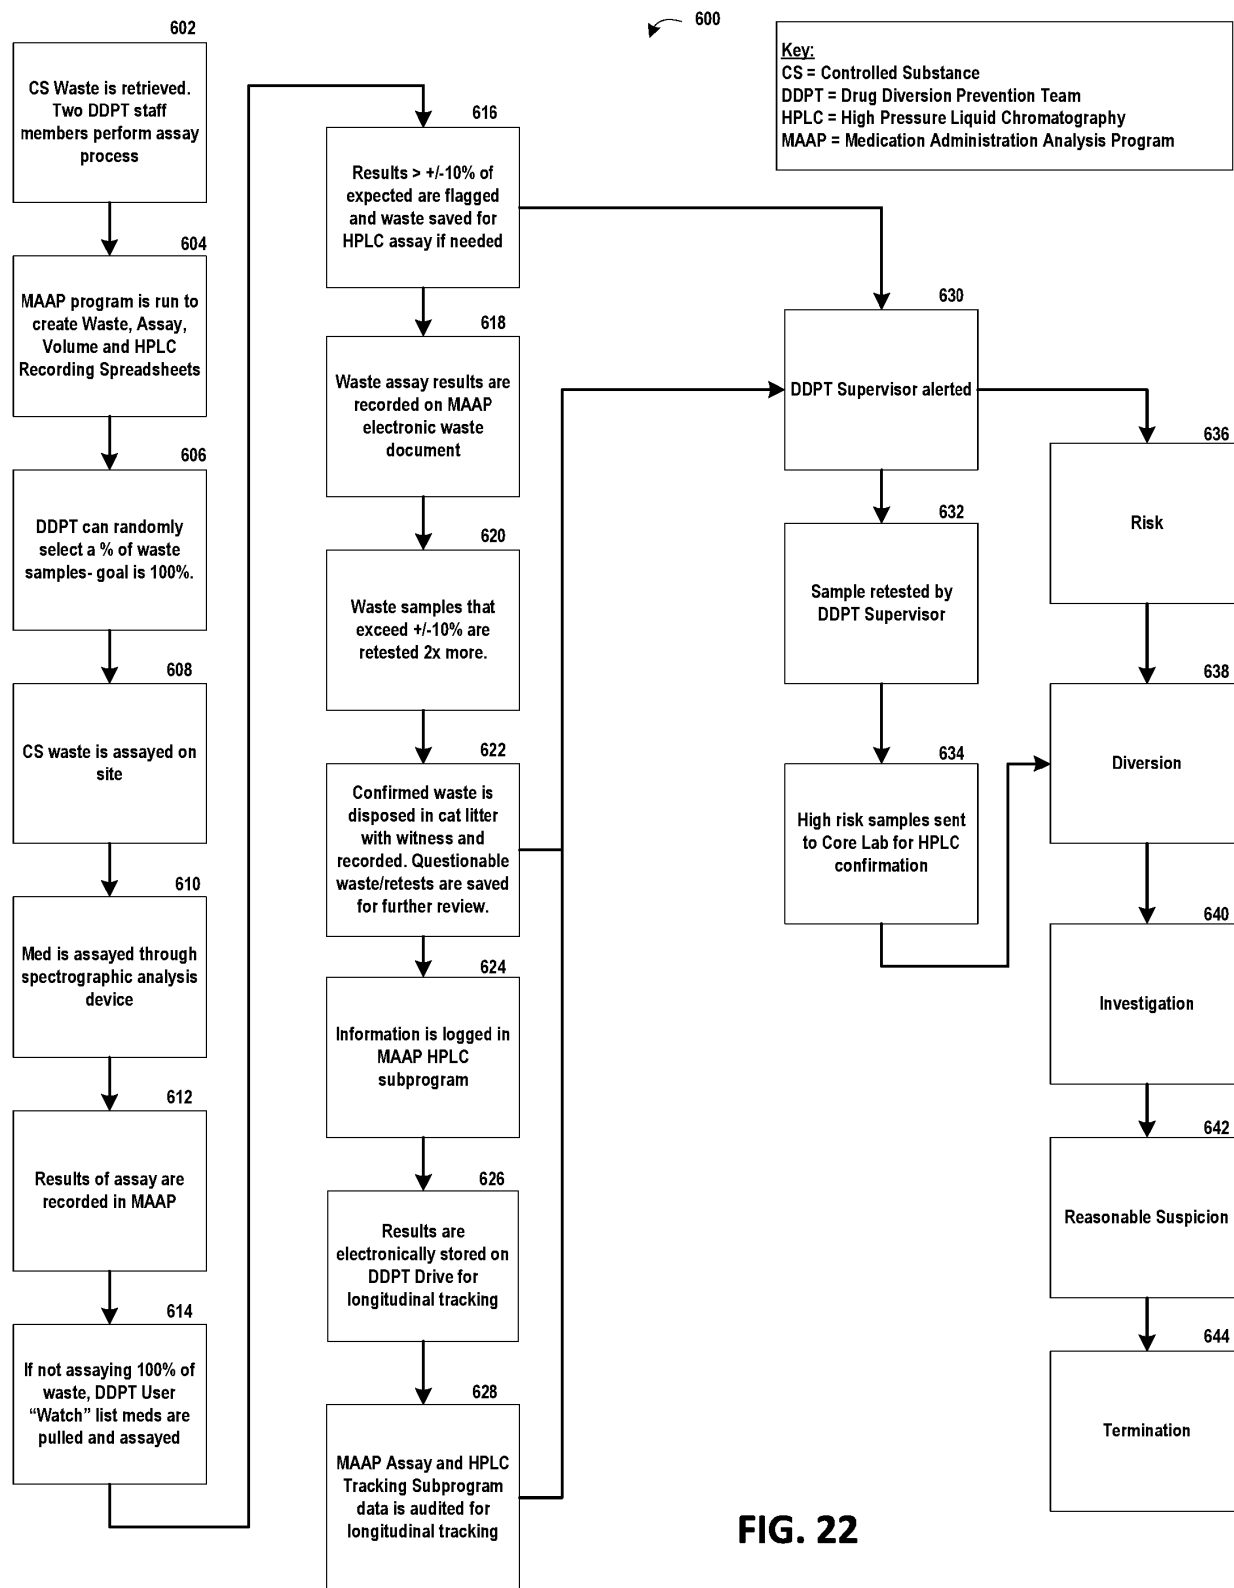 600
Key:
CS = Controlled Substance
DDPT = Drug Diversion Prevention Team
HPLC = High Pressure Liquid Chromatography
MAAP = Medication Administration Analysis Program
602
CS Waste is retrieved.
Two DDPT staff
members perform assay
process
604
MAAP program is run to
create Waste, Assay,
Volume and HPLC
Recording Spreadsheets
606
DDPT can randomly
select a % of waste
samples- goal is 100%.
608
CS waste is assayed on
site
610
Med is assayed through
spectrographic analysis
device
612
Results of assay are
recorded in MAAP
614
If not assaying 100% of
waste, DDPT User
“Watch” list meds are
pulled and assayed
616
Results > +/-10% of
expected are flagged
and waste saved for
HPLC assay if needed
618
Waste assay results are
recorded on MAAP
electronic waste
document
620
Waste samples that
exceed +/-10% are
retested 2x more.
622
Confirmed waste is
disposed in cat litter
with witness and
recorded. Questionable
waste/retests are saved
for further review.
624
Information is logged in
MAAP HPLC
subprogram
626
Results are
electronically stored on
DDPT Drive for
longitudinal tracking
628
MAAP Assay and HPLC
Tracking Subprogram
data is audited for
longitudinal tracking
630
DDPT Supervisor alerted
632
Sample retested by
DDPT Supervisor
634
High risk samples sent
to Core Lab for HPLC
confirmation
636
Risk
638
Diversion
640
Investigation
642
Reasonable Suspicion
644
Termination
FIG. 22